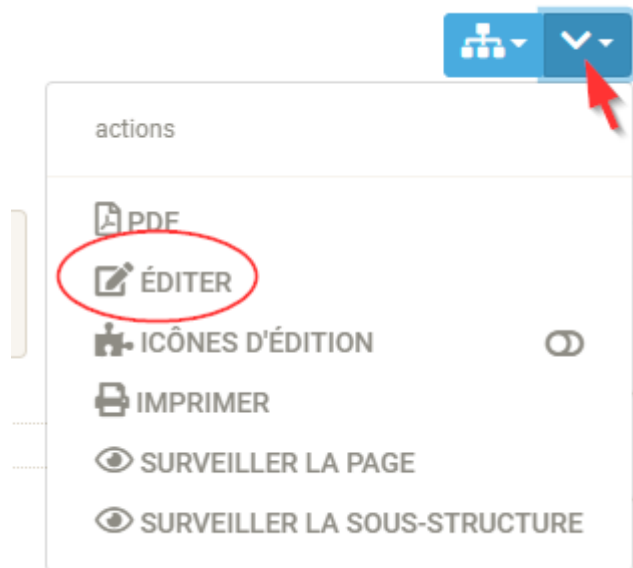 actions
PDF
ÉDITER
ICÔNES D'ÉDITION
IMPRIMER
SURVEILLER LA PAGE
SURVEILLER LA SOUS-STRUCTURE